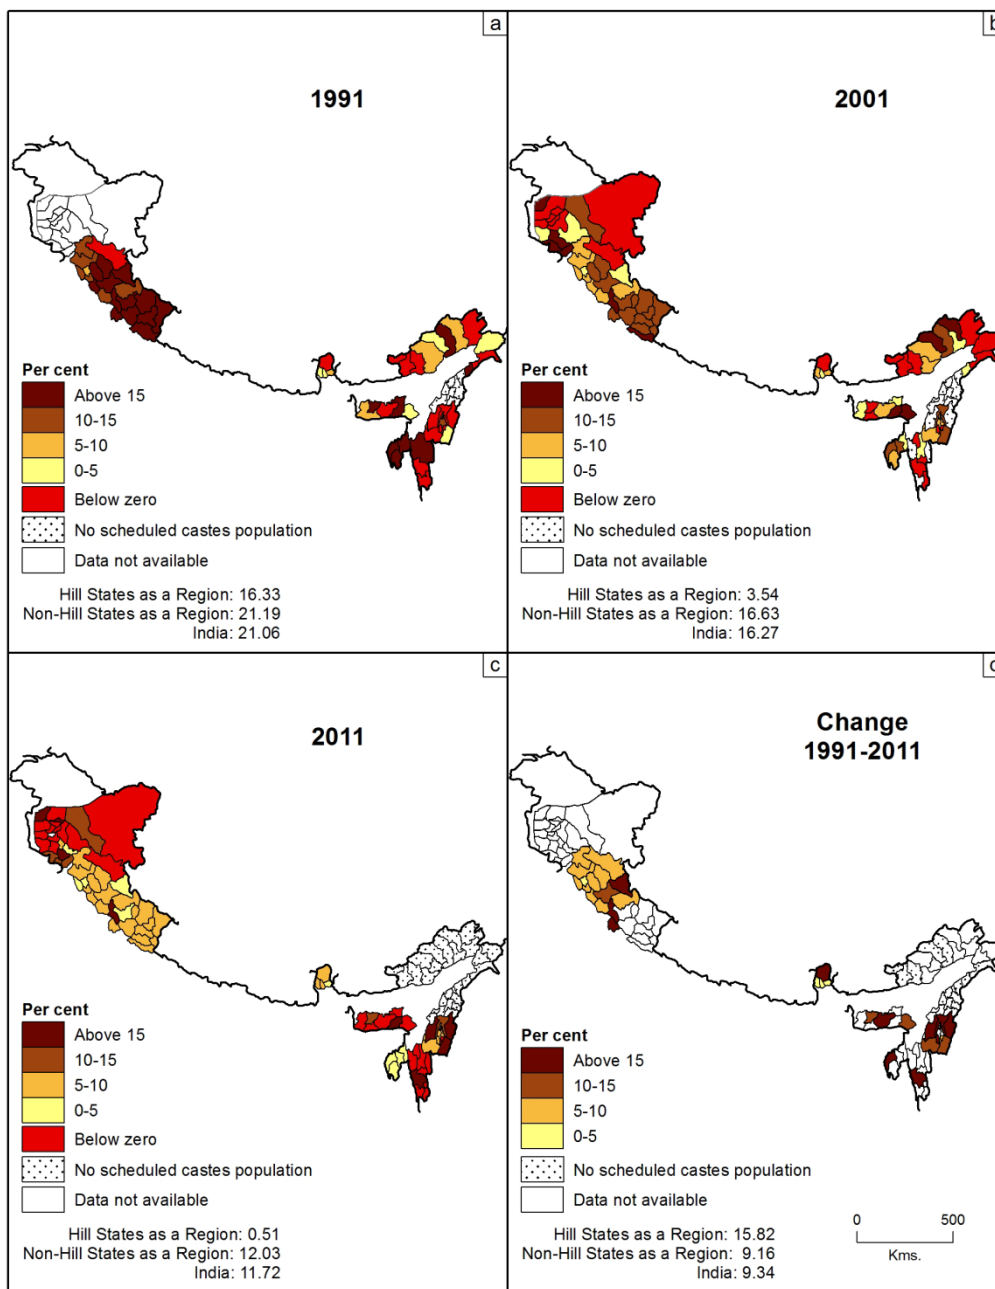 a
1991
Per cent
Above 15
10-15
5-10
0-5
Below zero
No scheduled castes population
Data not available
Hill States as a Region: 16.33
Non-Hill States as a Region: 21.19
India: 21.06
b
2001
Per cent
Above 15
10-15
5-10
0-5
Below zero
No scheduled castes population
Data not available
Hill States as a Region: 3.54
Non-Hill States as a Region: 16.63
India: 16.27
c
2011
Per cent
Above 15
10-15
5-10
0-5
Below zero
No scheduled castes population
Data not available
Hill States as a Region: 0.51
Non-Hill States as a Region: 12.03
India: 11.72
d
Change
1991-2011
Per cent
Above 15
10-15
5-10
0-5
No scheduled castes population
Data not available
Hill States as a Region: 15.82
Non-Hill States as a Region: 9.16
India: 9.34
0 500
Kms.